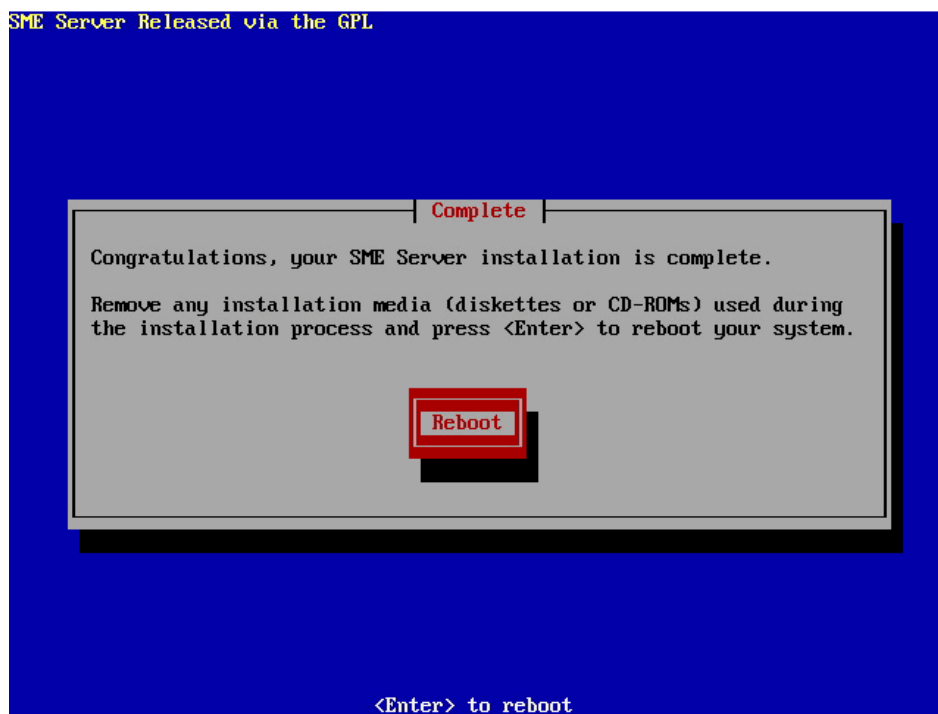 SME Server Released via the GPL
Complete
Congratulations, your SME Server installation is complete.
Remove any installation media (diskettes or CD-ROMs) used during
the installation process and press <Enter> to reboot your system.
Reboot
<Enter> to reboot